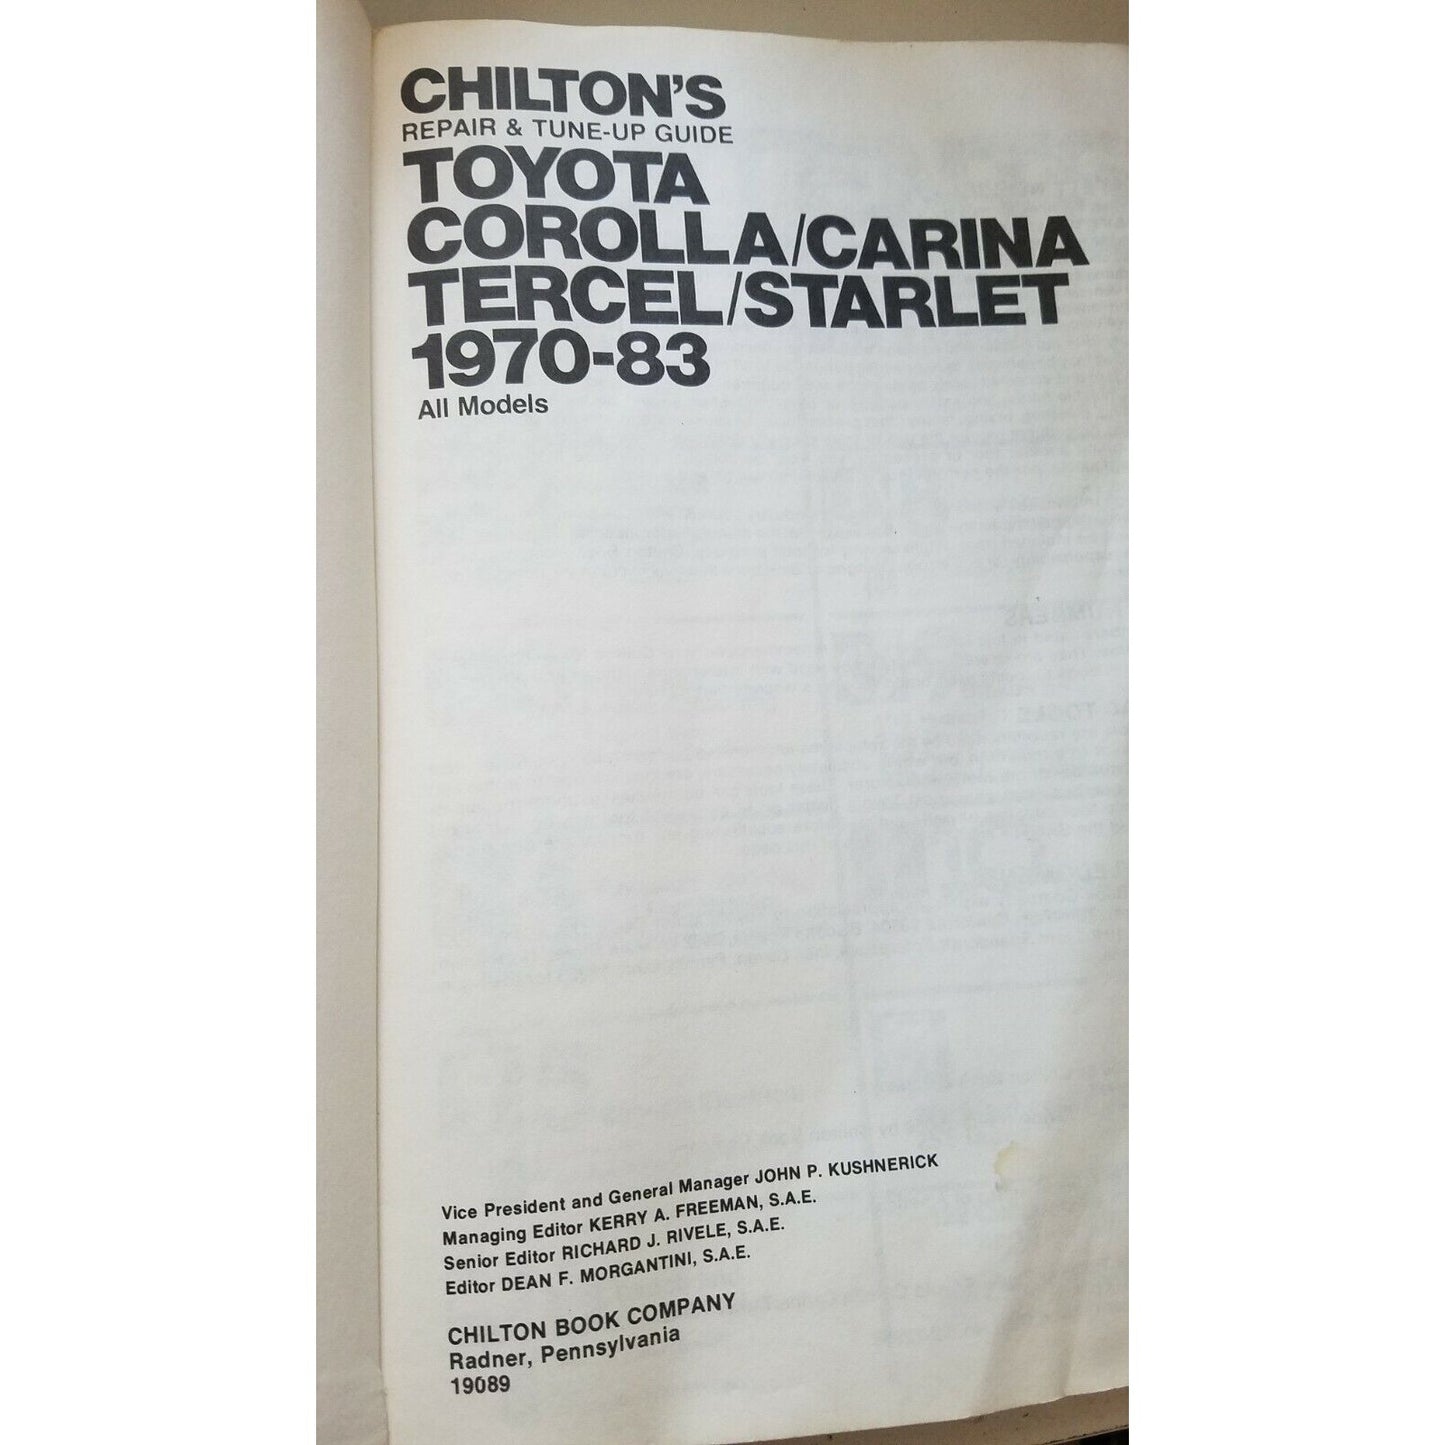 CHILTON'S
REPAIR & TUNE-UP GUIDE
TOYOTA
COROLLA/CARINA
TERCEL/STARLET
1970-83
All Models
Vice President and General Manager JOHN P. KUSHNERICK
Managing Editor KERRY A. FREEMAN, S.A.E.
Senior Editor RICHARD J. RIVELE, S.A.E.
Editor DEAN F. MORGANTINI, S.A.E.
CHILTON BOOK COMPANY
Radner, Pennsylvania
19089